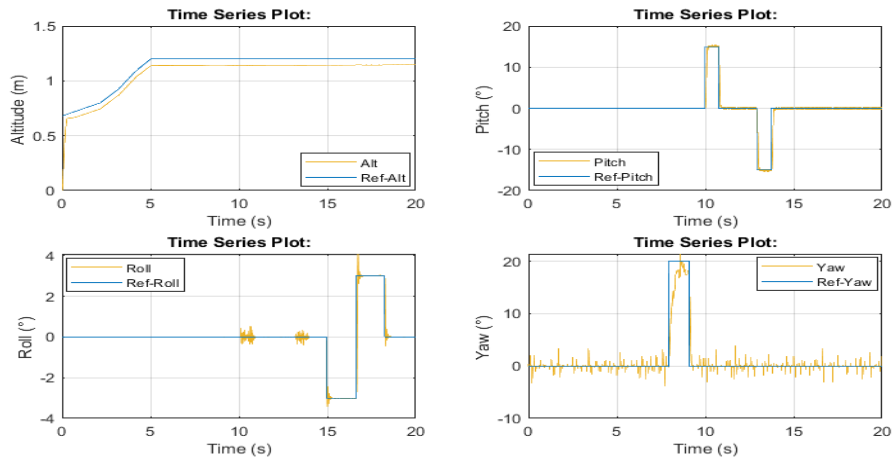 Time Series Plot:
1.5
1
0.5
0
0
5
10
15
20
Altitude (m)
Time (s)
Alt
Ref-Alt
Time Series Plot:
20
10
0
-10
-20
0
5
10
15
20
Pitch (°)
Time (s)
Pitch
Ref-Pitch
Time Series Plot:
4
2
0
-2
-4
0
5
10
15
20
Roll (°)
Time (s)
Roll
Ref-Roll
Time Series Plot:
20
10
0
-10
0
5
10
15
20
Yaw (°)
Time (s)
Yaw
Ref-Yaw